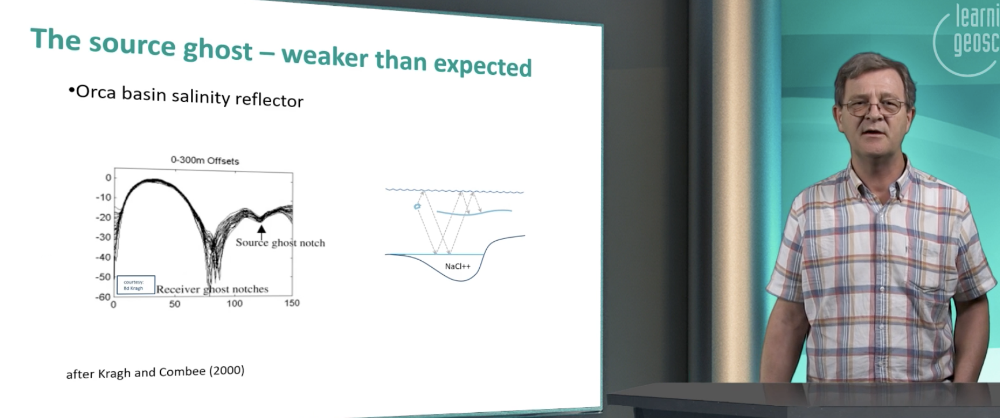 The source ghost – weaker than expected
•Orca basin salinity reflector
0-300m Offsets
0
-10
-20
-30
-40
-50
-60
Source ghost notch
courtesy:
Ed Kragh
Receiver ghost notches
0
50
100
150
NaCl++
after Kragh and Combee (2000)
learni
geosc